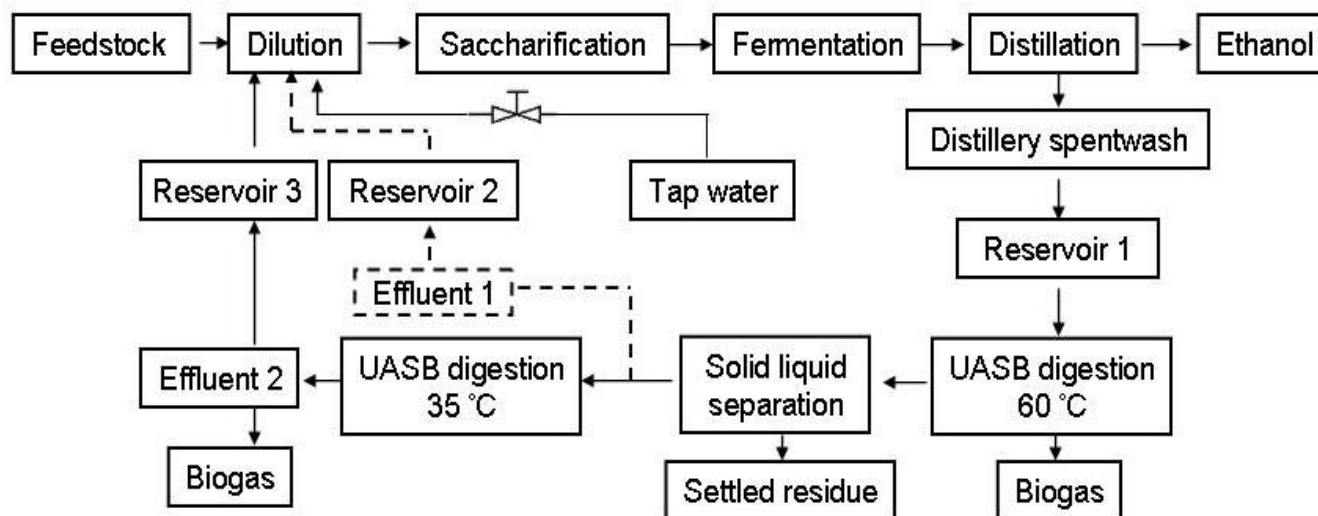 Feedstock
Dilution
Saccharification
Fermentation
Distillation
Ethanol
Distillery spentwash
Reservoir 3
Reservoir 2
Tap water
Reservoir 1
Effluent 1
Effluent 2
UASB digestion
35 °C
Solid liquid
separation
UASB digestion
60 °C
Biogas
Settled residue
Biogas